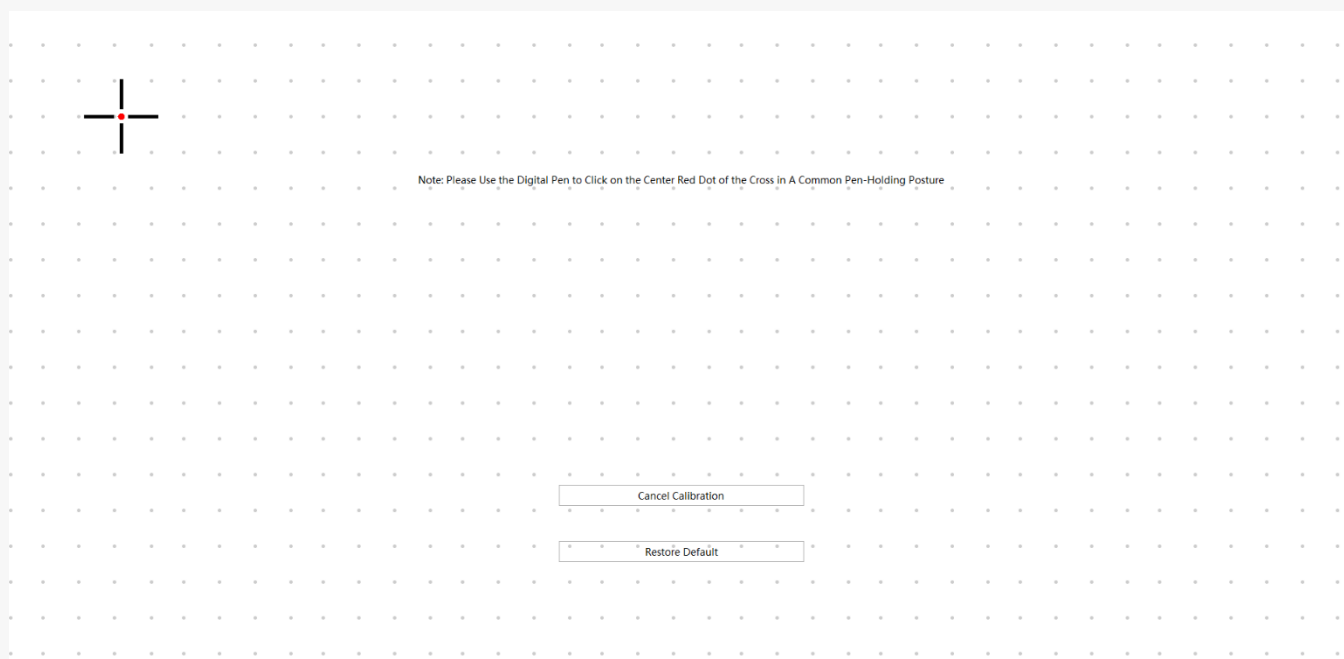 Note: Please Use the Digital Pen to Click on the Center Red Dot of the Cross in A Common Pen-Holding Posture
Cancel Calibration
Restore Default